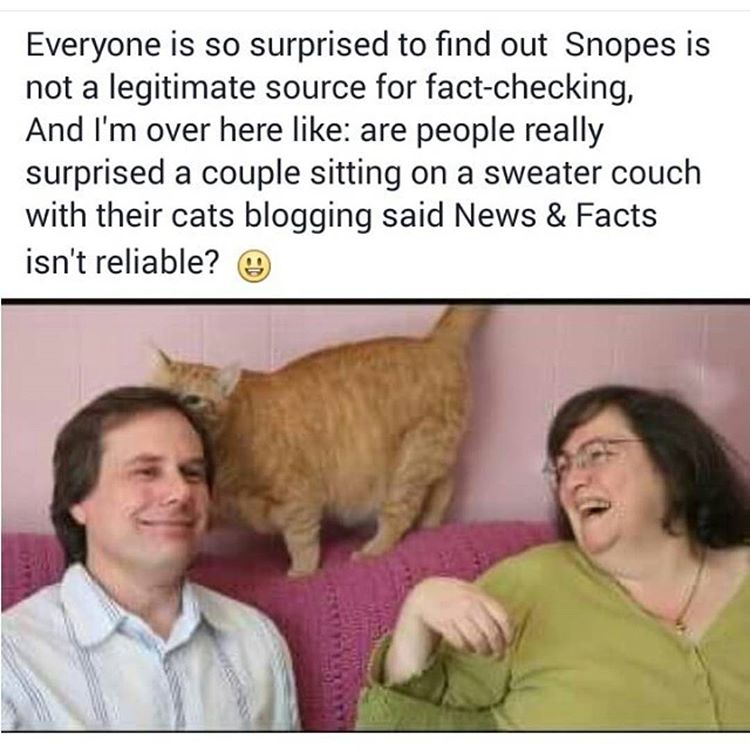 Everyone is so surprised to find out  Snopes is
not a legitimate source for fact-checking,
And I'm over here like: are people really
surprised a couple sitting on a sweater couch
with their cats blogging said News & Facts
isn't reliable? 😃